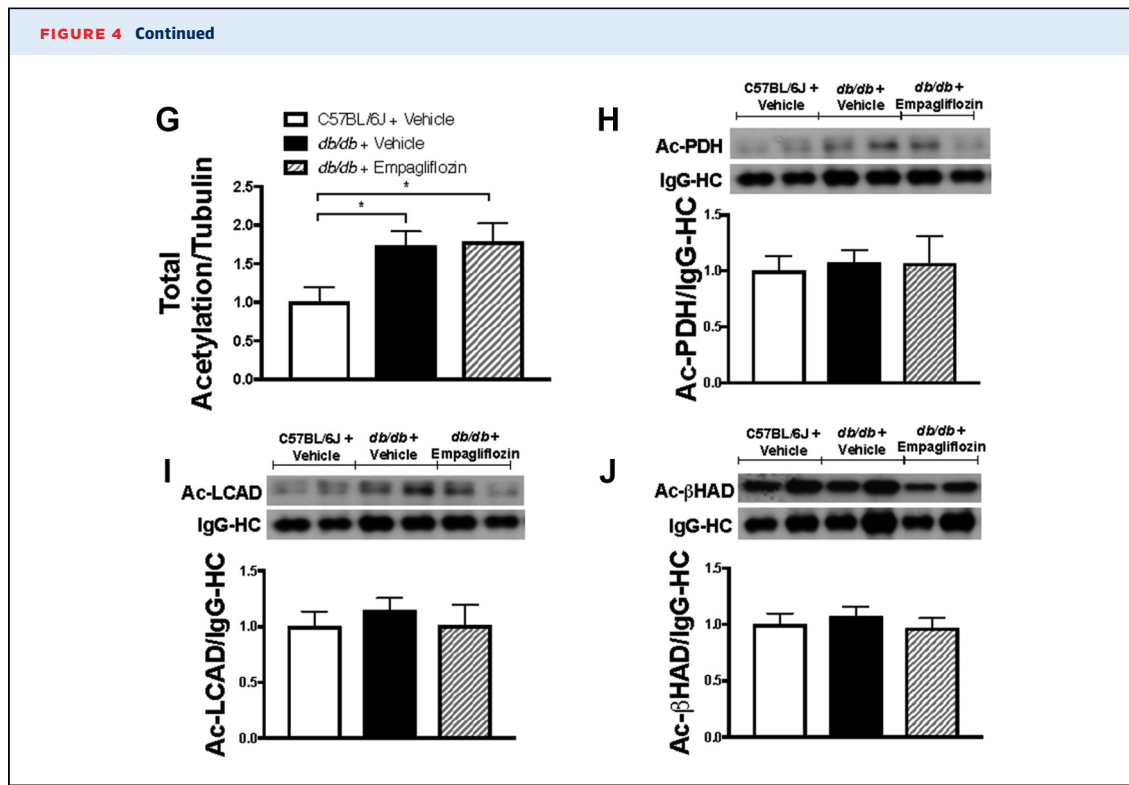 FIGURE 4 Continued
G
C57BL/6J + Vehicle
db/db + Vehicle
db/db + Empagliflozin
Total
Acetylation/Tubulin
2.5
2.0
1.5
1.0
0.5
0.0
*
*
H
C57BL/6J + db/db + db/db +
Vehicle Vehicle Empagliflozin
Ac-PDH
IgG-HC
Ac-PDH/IgG-HC
1.5
1.0
0.5
0.0
I
C57BL/6J + db/db + db/db +
Vehicle Vehicle Empagliflozin
Ac-LCAD
IgG-HC
Ac-LCAD/IgG-HC
1.5
1.0
0.5
0.0
J
C57BL/6J + db/db + db/db +
Vehicle Vehicle Empagliflozin
Ac-βHAD
IgG-HC
Ac-βHAD/IgG-HC
1.5
1.0
0.5
0.0